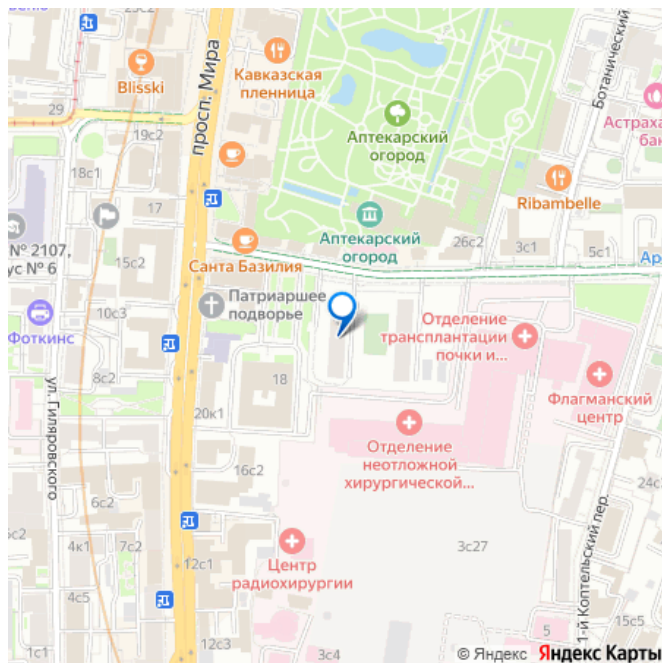 Blisski
Кавказская
пленница
просп. Мира
Ботанический
29
19с2
18с1
Аптекарский
огород
Астраха
бак
17
Ribambelle
№ 2107,
ус № 6
15с2
Санта Базилия
Аптекарский
огород
26с2
3с1
5с1
Ар
Патриаршее
подворье
10с3
Фоткинс
Отделение
трансплантации
почки и...
8с2
18
20к1
Флагманский
центр
ул. Гиляровского
Отделение
неотложной
хирургической...
16с2
24с
6с2
4к1
7с2
12с1
Центр
радиохирургии
3с27
1-й Коптельский пер.
4с5
15с5
5
12с3
1с1
3с4
© Яндекс Яндекс Карты